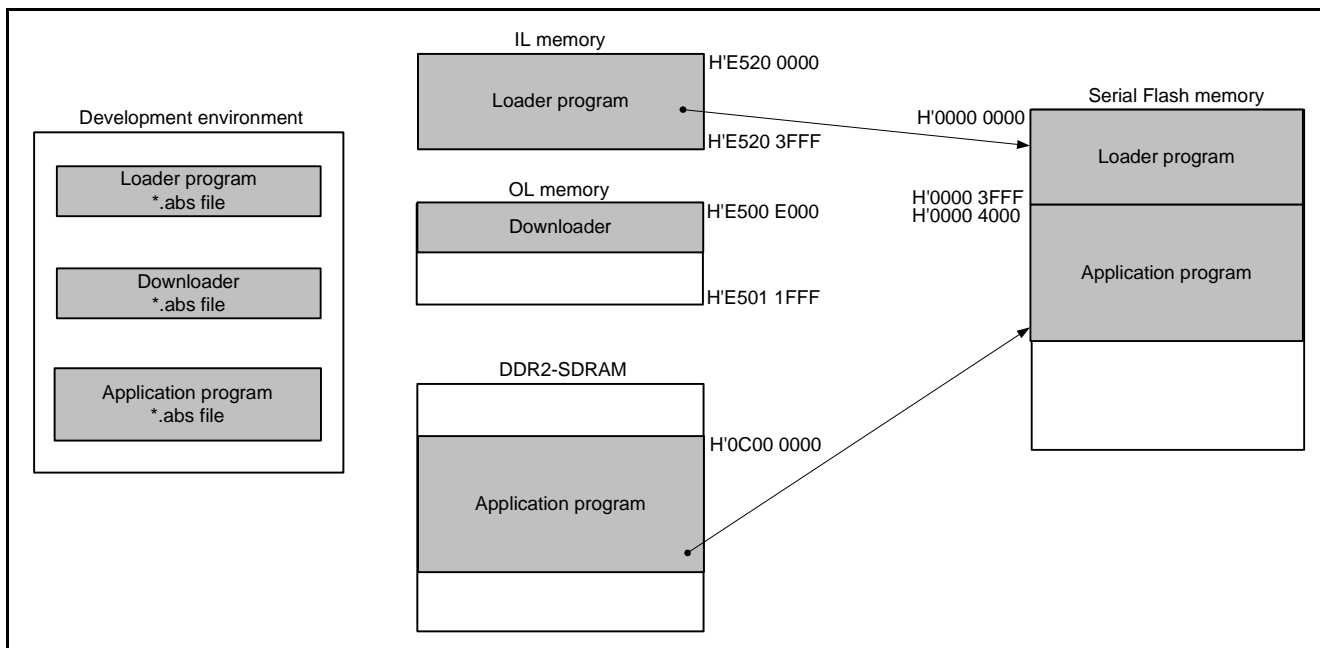 Development environment
Loader program
*.abs file
Downloader
*.abs file
Application program
*.abs file
IL memory
H'E520 0000
Loader program
H'E520 3FFF
OL memory
H'E500 E000
Downloader
H'E501 1FFF
DDR2-SDRAM
H'0C00 0000
Application program
Serial Flash memory
H'0000 0000
Loader program
H'0000 3FFF
H'0000 4000
Application program